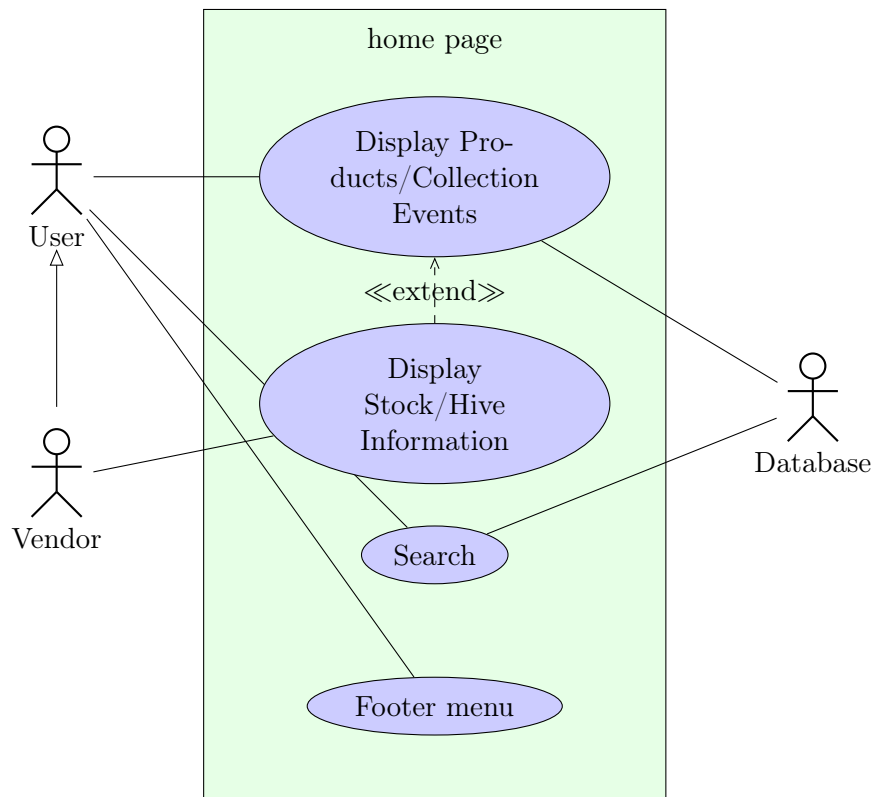 home page
Display Pro-
ducts/Collection
Events
User
≪extend≫
Display
Stock/Hive
Information
Database
Vendor
Search
Footer menu